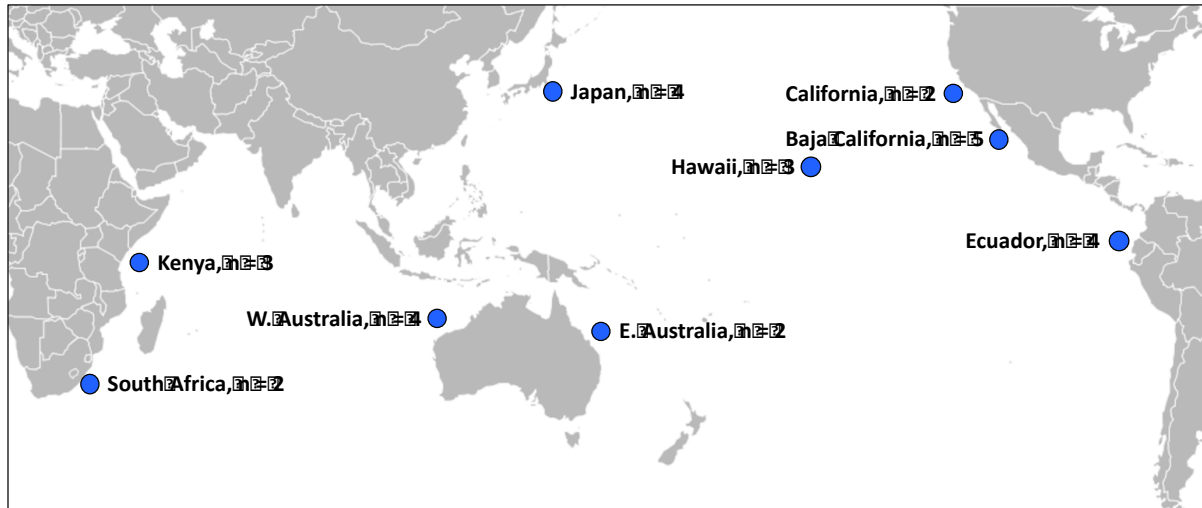 Japan, n = 4
California, n = 2
Baja California, n = 5
Hawaii, n = 3
Ecuador, n = 4
Kenya, n = 3
W. Australia, n = 4
E. Australia, n = 2
South Africa, n = 2